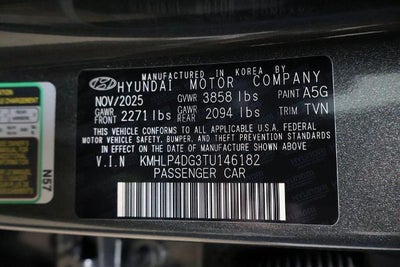 MANUFACTURED IN KOREA BY
HYUNDAI MOTOR COMPANY
NOV/2025 GVWR 3858 lbs PAINT A5G
GAWR FRONT 2271 lbs GAWR REAR 2094 lbs TRIM TVN
THIS VEHICLE CONFORMS TO ALL APPLICABLE U.S. FEDERAL
MOTOR VEHICLE SAFETY, BUMPER, AND THEFT PREVENTION STANDARDS
IN EFFECT ON THE DATE OF MANUFACTURE SHOWN ABOVE.
V.I.N KMHLP4DG3TU146182
PASSENGER CAR
N57